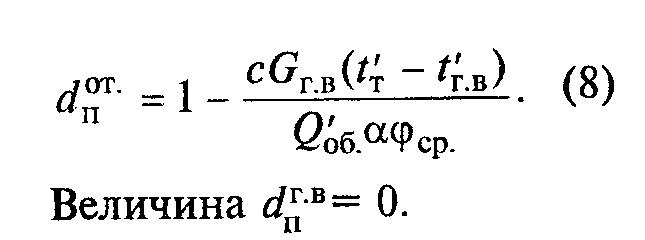 d_п^от. = 1 − cG_г.в(t′_т − t′_г.в) / Q′_об.αφ_ср. . (8)
Величина d_п^г.в = 0.